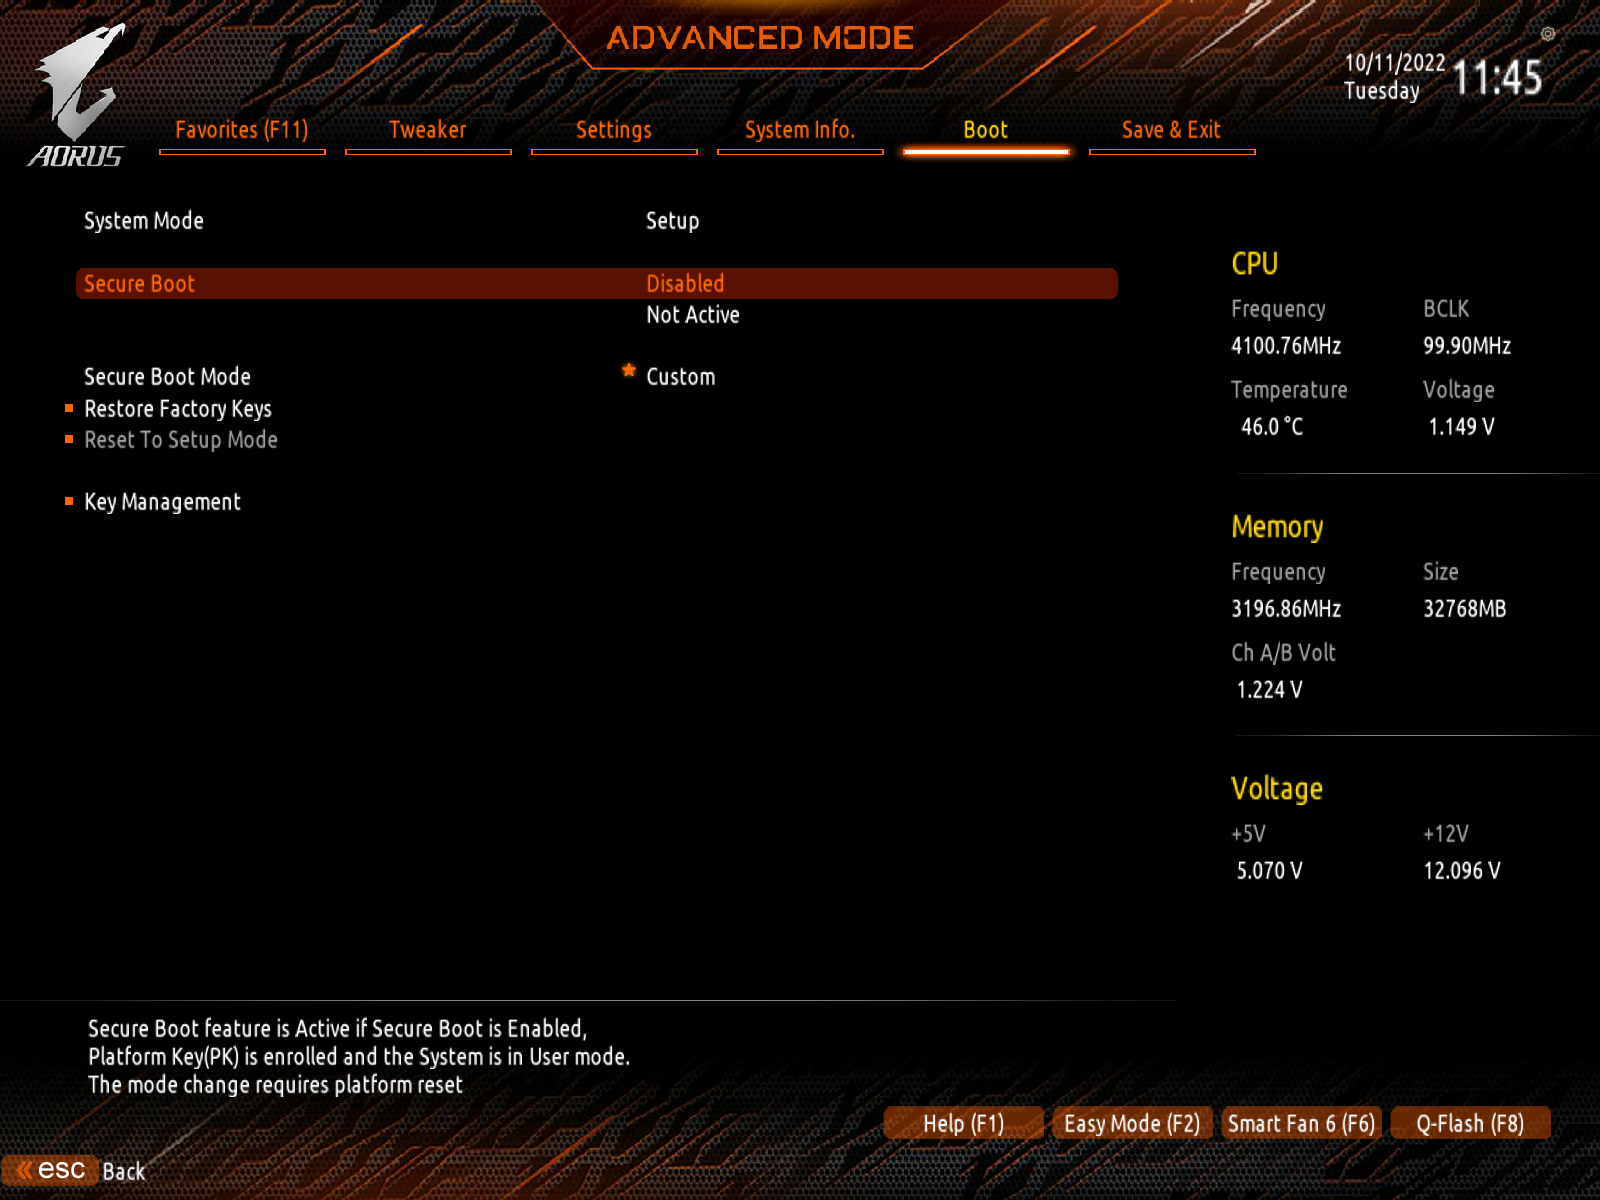 ADVANCED MODE
10/11/2022
Tuesday
11:45
AORUS
Favorites (F11)
Tweaker
Settings
System Info.
Boot
Save & Exit
System Mode Setup
Secure Boot Disabled
Not Active
Secure Boot Mode Custom
Restore Factory Keys
Reset To Setup Mode
Key Management
CPU
Frequency BCLK
4100.76MHz 99.90MHz
Temperature Voltage
46.0 °C 1.149 V
Memory
Frequency Size
3196.86MHz 32768MB
Ch A/B Volt
1.224 V
Voltage
+5V +12V
5.070 V 12.096 V
Secure Boot feature is Active if Secure Boot is Enabled,
Platform Key(PK) is enrolled and the System is in User mode.
The mode change requires platform reset
Help (F1) Easy Mode (F2) Smart Fan 6 (F6) Q-Flash (F8)
esc Back